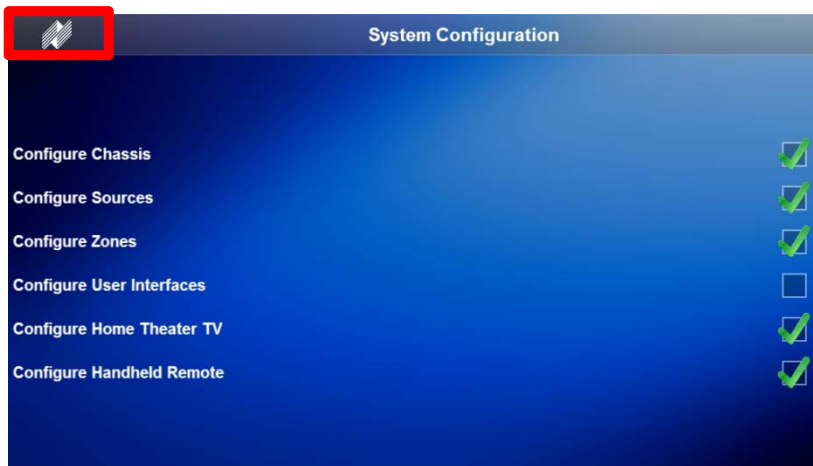 System Configuration
Configure Chassis
Configure Sources
Configure Zones
Configure User Interfaces
Configure Home Theater TV
Configure Handheld Remote